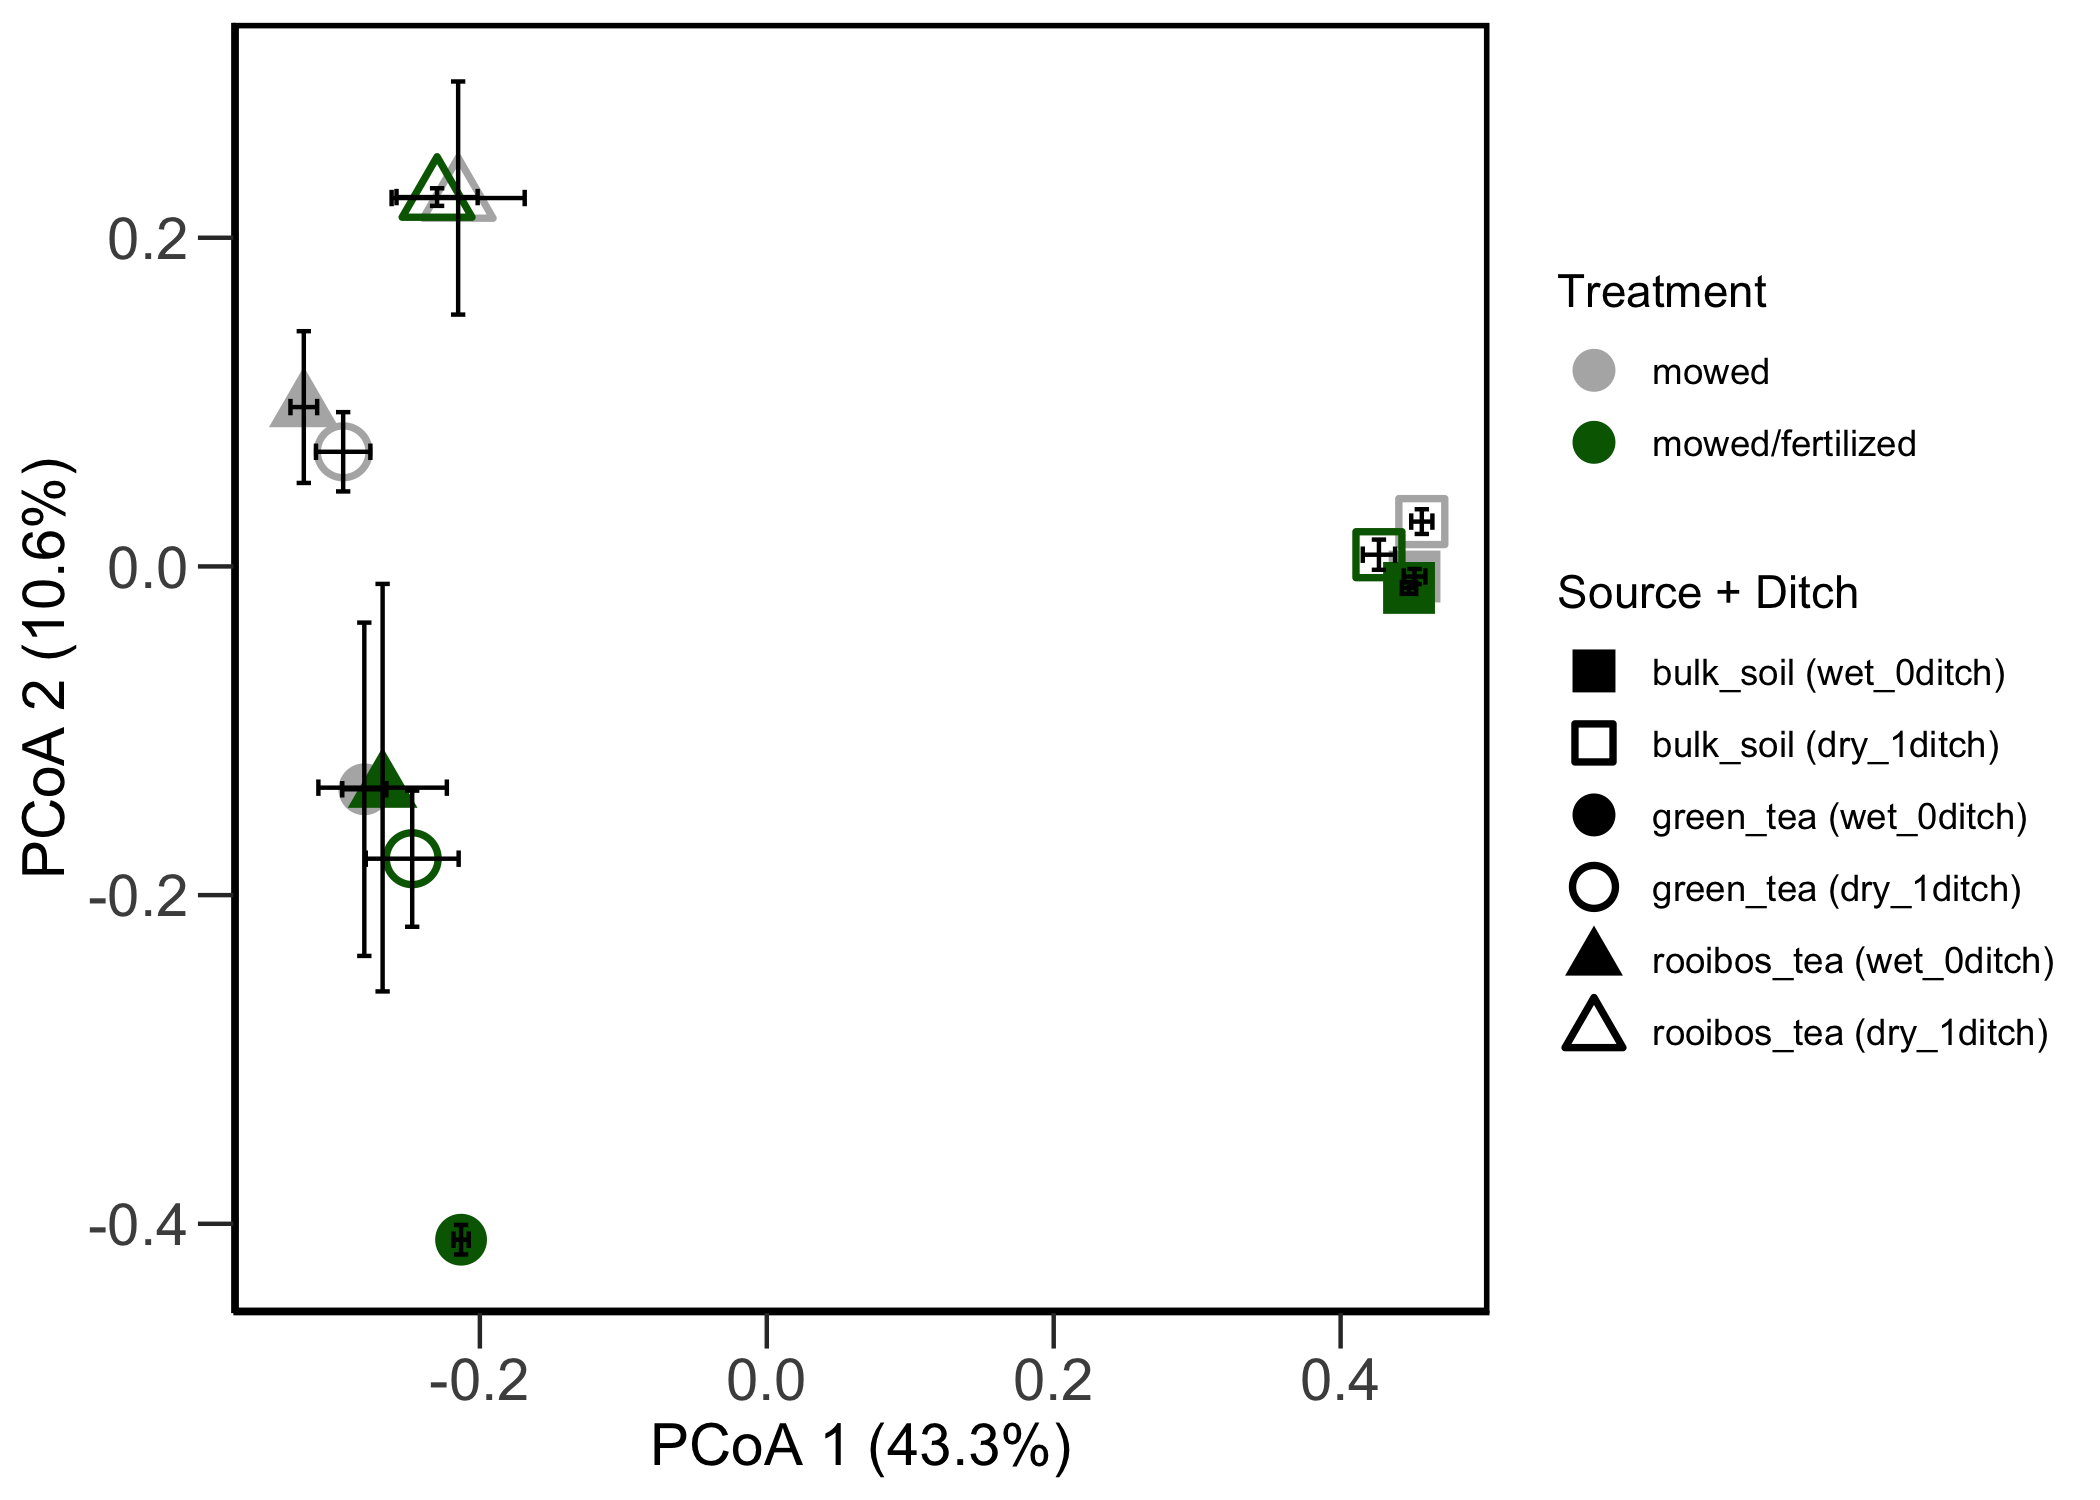 0.2
0.0
-0.2
-0.4
PCoA 2 (10.6%)
-0.2
0.0
0.2
0.4
PCoA 1 (43.3%)
Treatment
mowed
mowed/fertilized
Source + Ditch
bulk_soil (wet_0ditch)
bulk_soil (dry_1ditch)
green_tea (wet_0ditch)
green_tea (dry_1ditch)
rooibos_tea (wet_0ditch)
rooibos_tea (dry_1ditch)